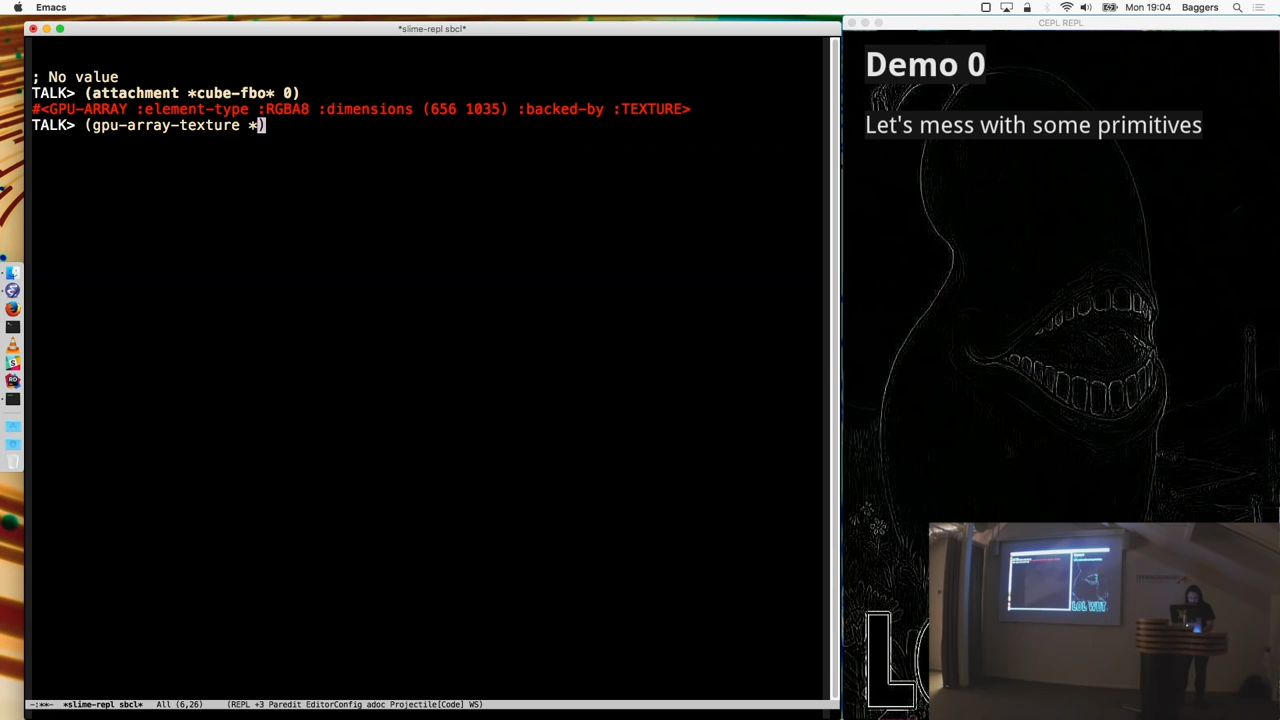 Emacs
Mon 19:04
Baggers
*slime-repl sbcl*
; No value
TALK> (attachment *cube-fbo* 0)
#<GPU-ARRAY :element-type :RGBA8 :dimensions (656 1035) :backed-by :TEXTURE>
TALK> (gpu-array-texture *)
-:**- *slime-repl sbcl* All (6,26) (REPL +3 Paredit EditorConfig adoc Projectile[Code] WS)
CEPL REPL
Demo 0
Let's mess with some primitives
LOL WUT